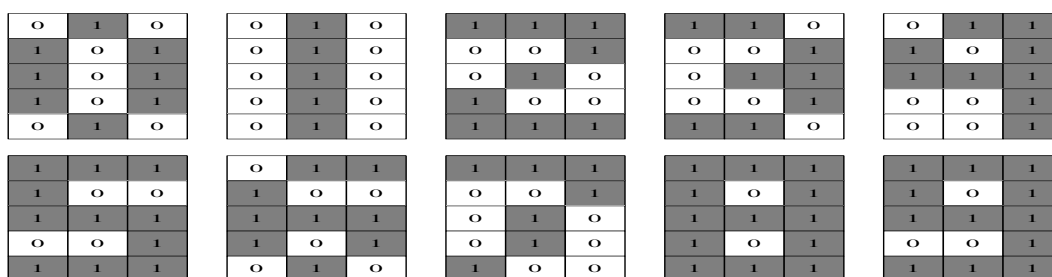 0 1 0 0 1 0 1 1 1 1 1 0 0 1 1
1 0 1 0 1 0 0 0 1 0 0 1 1 0 1
1 0 1 0 1 0 0 1 0 0 1 1 1 1 1
1 0 1 0 1 0 1 0 0 0 0 1 0 0 1
0 1 0 0 1 0 1 1 1 1 1 0 0 0 1
1 1 1 0 1 1 1 1 1 1 1 1 1 1 1
1 0 0 1 0 0 0 0 1 1 0 1 1 0 1
1 1 1 1 1 1 0 1 0 1 1 1 1 1 1
0 0 1 1 0 1 0 1 0 1 0 1 0 0 1
1 1 1 0 1 0 1 0 0 1 1 1 1 1 1